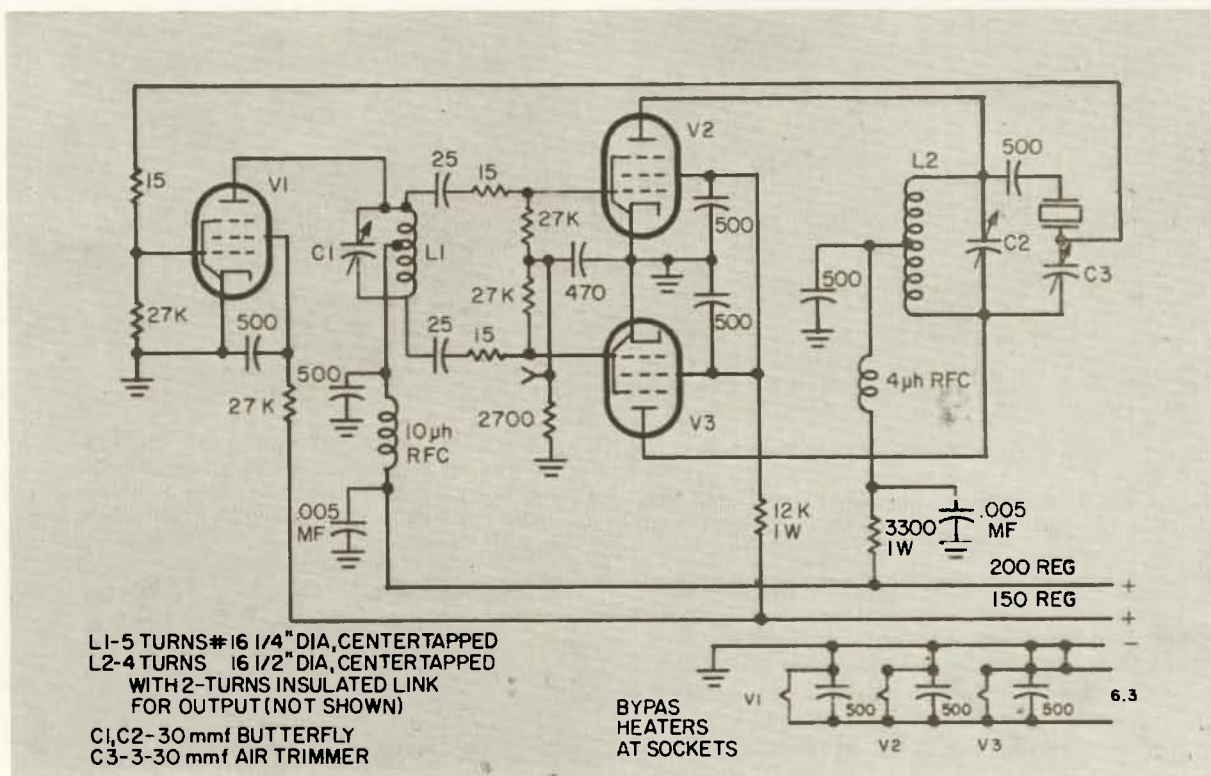 V2
500
L2
15
V1
25
15
27K
C1
L1
500
C2
C3
27K
470
500
27K
500
27K
500
25
15
500
4µh RFC
2700
V3
10µh
RFC
.005
MF
12K
1W
3300
1W
.005
MF
200 REG
+
150 REG
+
−
L1-5 TURNS #16 1/4" DIA, CENTERTAPPED
L2-4 TURNS 16 1/2" DIA, CENTERTAPPED
WITH 2-TURNS INSULATED LINK
FOR OUTPUT (NOT SHOWN)
C1,C2-30 mmf BUTTERFLY
C3-3-30 mmf AIR TRIMMER
BYPAS
HEATERS
AT SOCKETS
V1
500
V2
500
V3
500
6.3